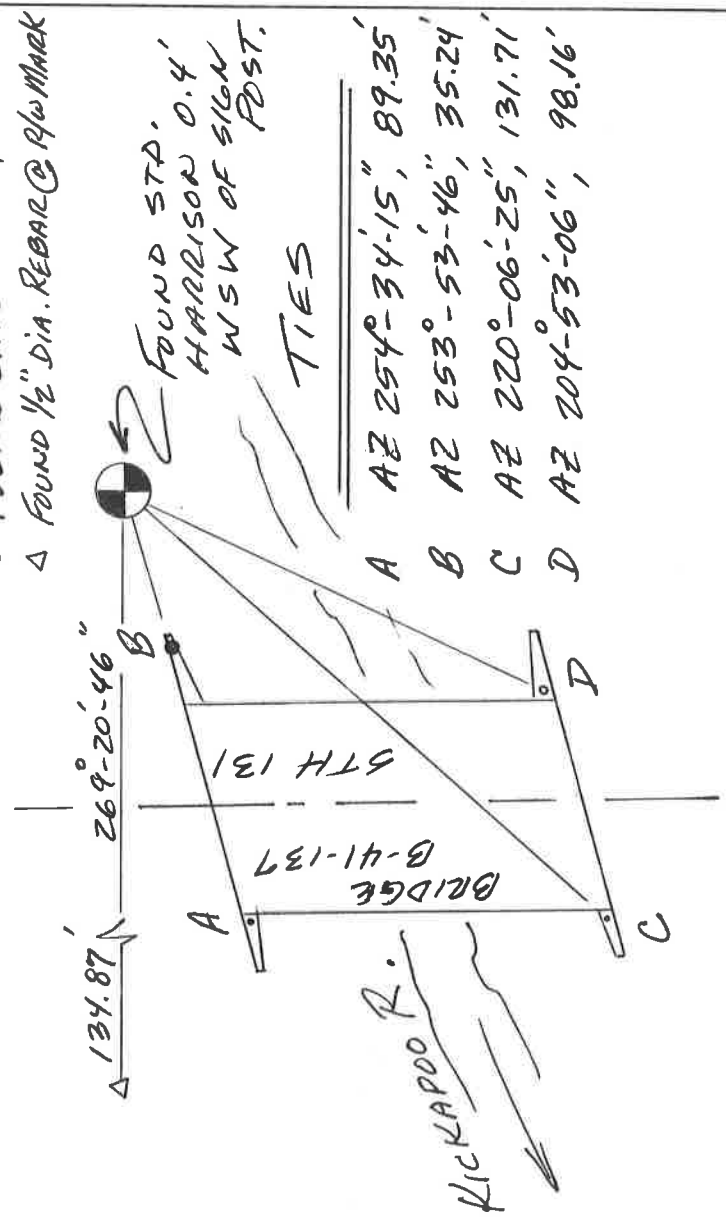 △ FOUND 1/2" DIA. REBAR @ R/W MARK
FOUND STD.
HARRISON 0.4'
WSW OF SIGN
POST.
134.87'
269°-20'-46"
TIES
A AZ 254°-34'-15", 89.35'
B AZ 253°-53'-46", 35.24'
C AZ 220°-06'-25", 131.71'
D AZ 204°-53'-06", 98.16'
A
B
STH 131
BRIDGE
B-41-137
C
D
KICKAPOO R.